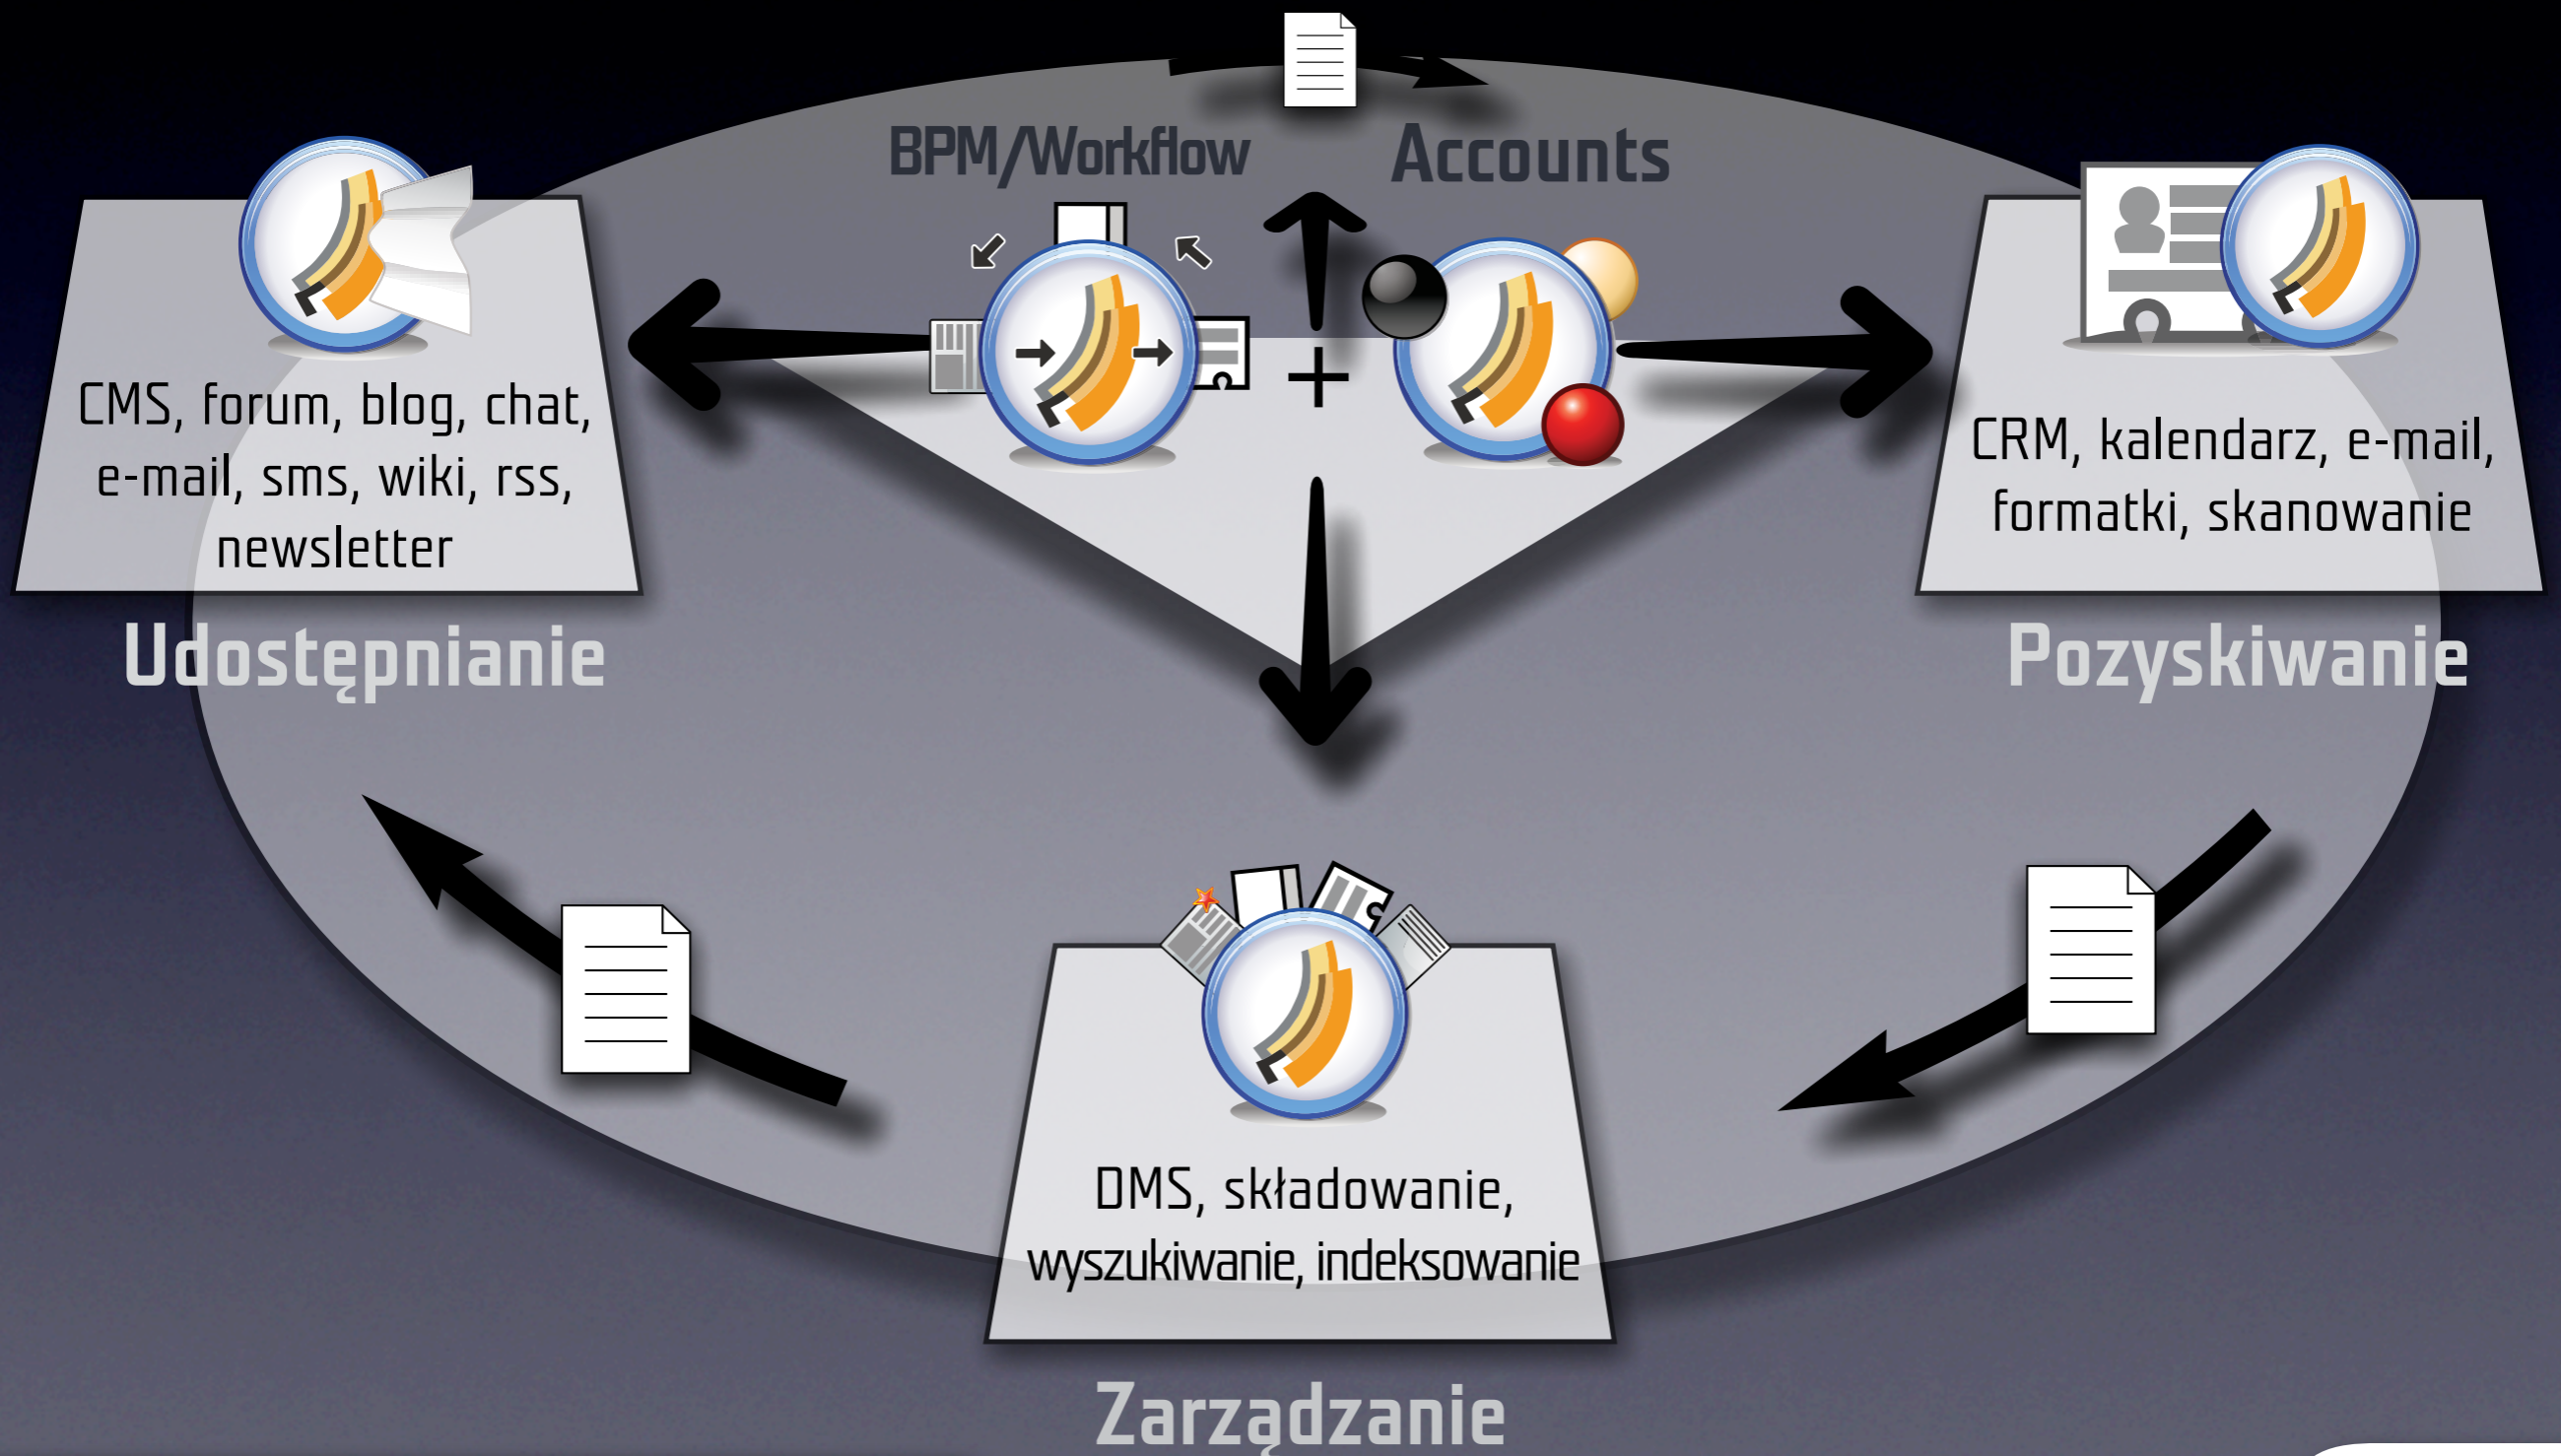 BPM/Workflow
Accounts
CMS, forum, blog, chat,
e-mail, sms, wiki, rss,
newsletter
Udostępnianie
CRM, kalendarz, e-mail,
formatki, skanowanie
Pozyskiwanie
+
DMS, składowanie,
wyszukiwanie, indeksowanie
Zarządzanie